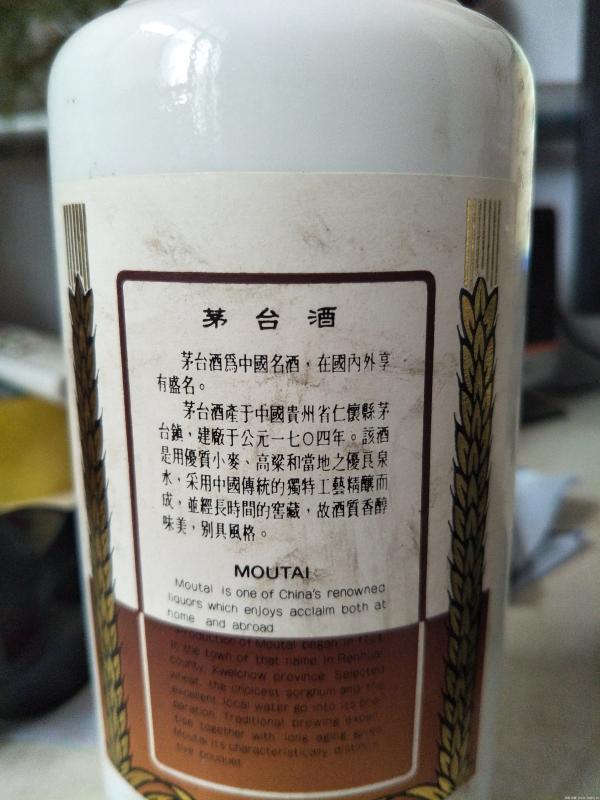 茅台酒
茅台酒爲中國名酒，在國內外享
有盛名。
茅台酒產于中國貴州省仁懷縣茅
台鎮，建廠于公元一七〇四年。該酒
是用優質小麥、高粱和當地之優良泉
水，采用中國傳統的獨特工藝精釀而
成，並經長時間的窖藏，故酒質香醇
味美，別具風格。
MOUTAI
Moutai is one of China's renowned
liquors which enjoys acclaim both at
home and abroad
Production of Moutai began in 1704
in the town of that name in Renhuai
county, Kweichow province. Selected
wheat, the choicest sorghum and the
excellent local water go into its pre-
paration. Traditional brewing exper-
tise together with long aging gives
Moutai its characteristically distinc-
tive bouquet